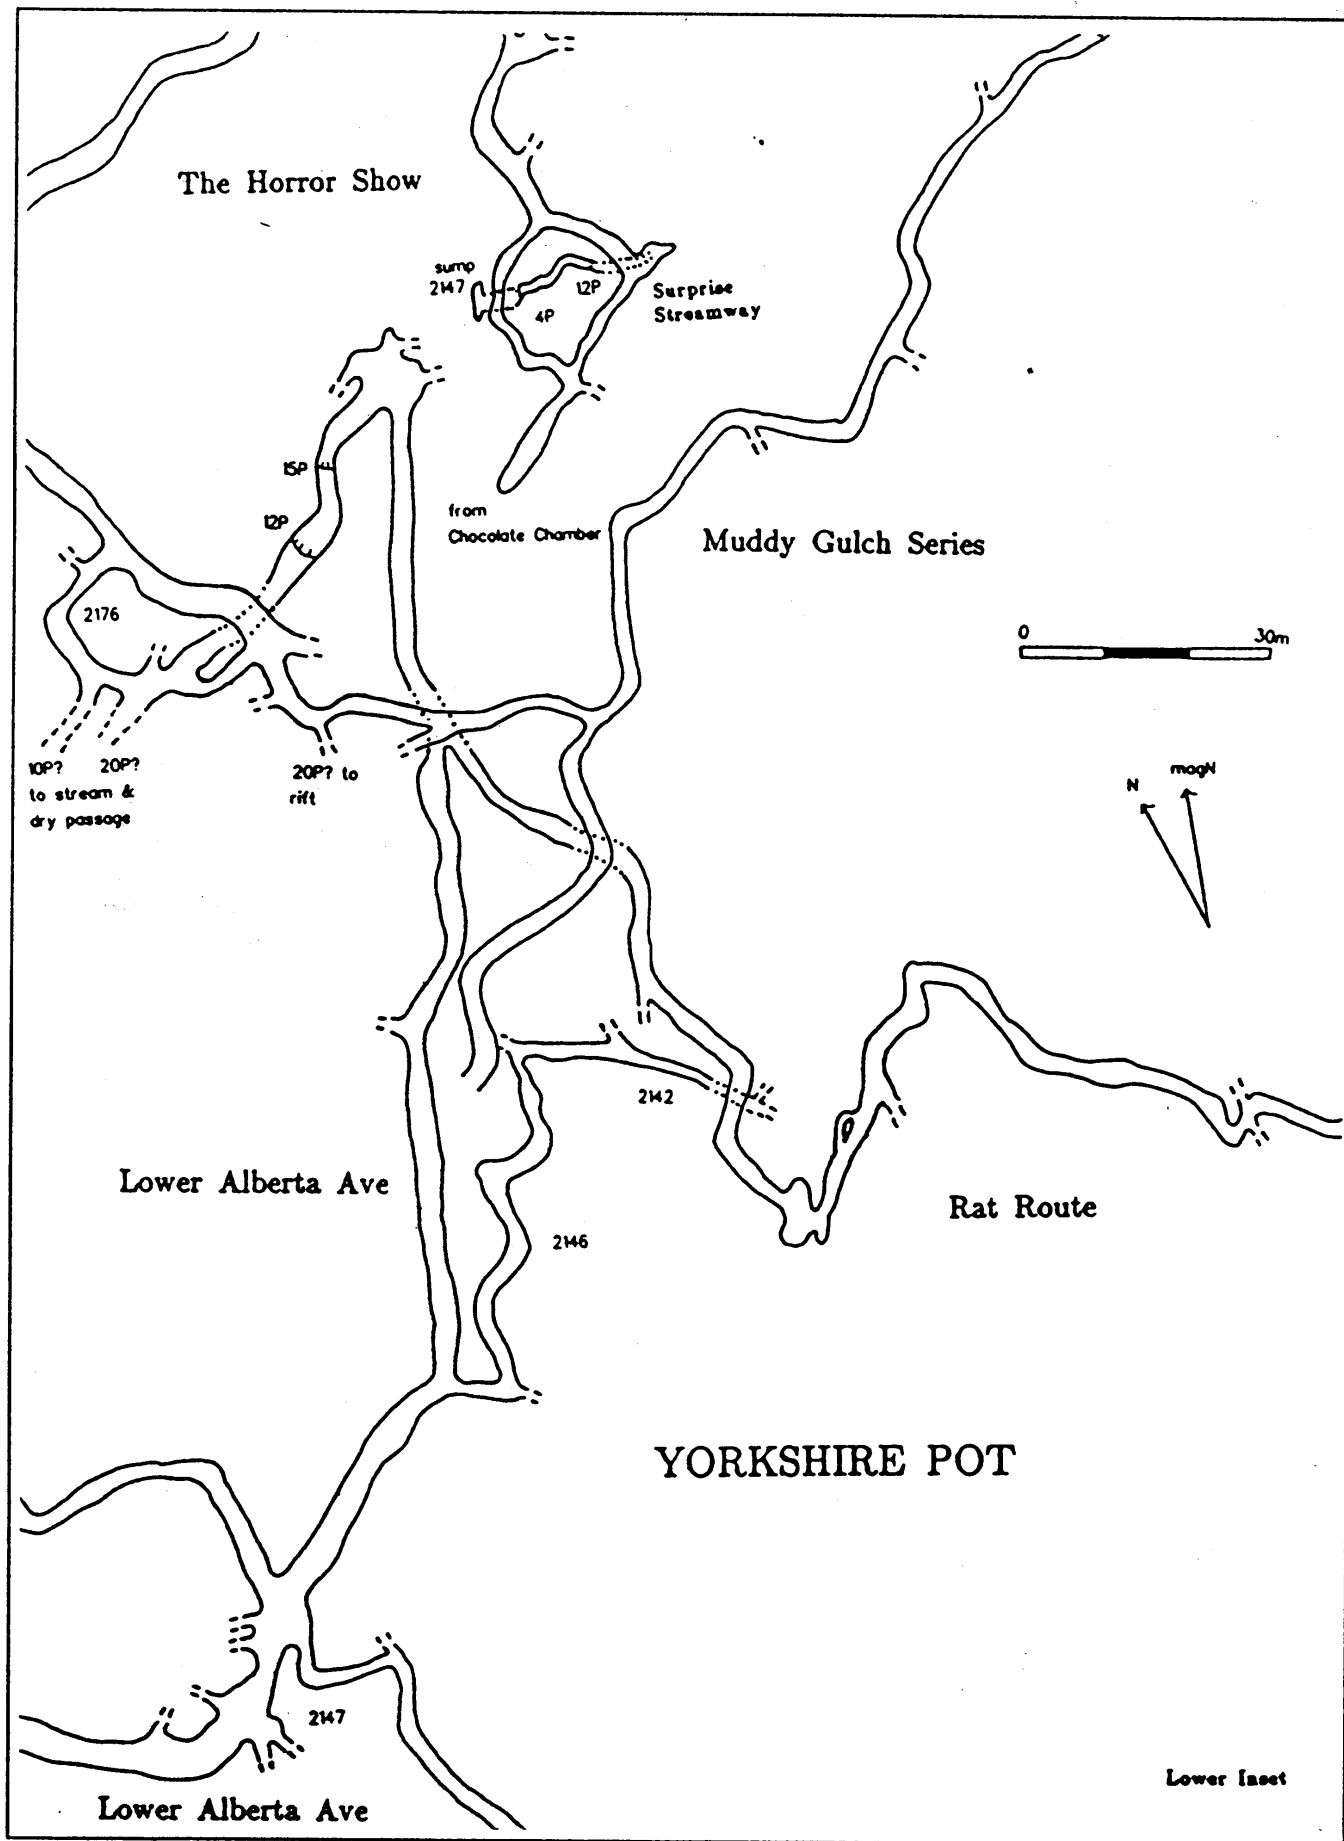 The Horror Show
sump
2147
12P
4P
Surprise
Streamway
15P
12P
from
Chocolate Chamber
Muddy Gulch Series
2176
0
30m
10P?
20P?
to stream &
dry passage
20P? to
rift
N
magN
2142
Lower Alberta Ave
2146
Rat Route
YORKSHIRE POT
2147
Lower Inset
Lower Alberta Ave